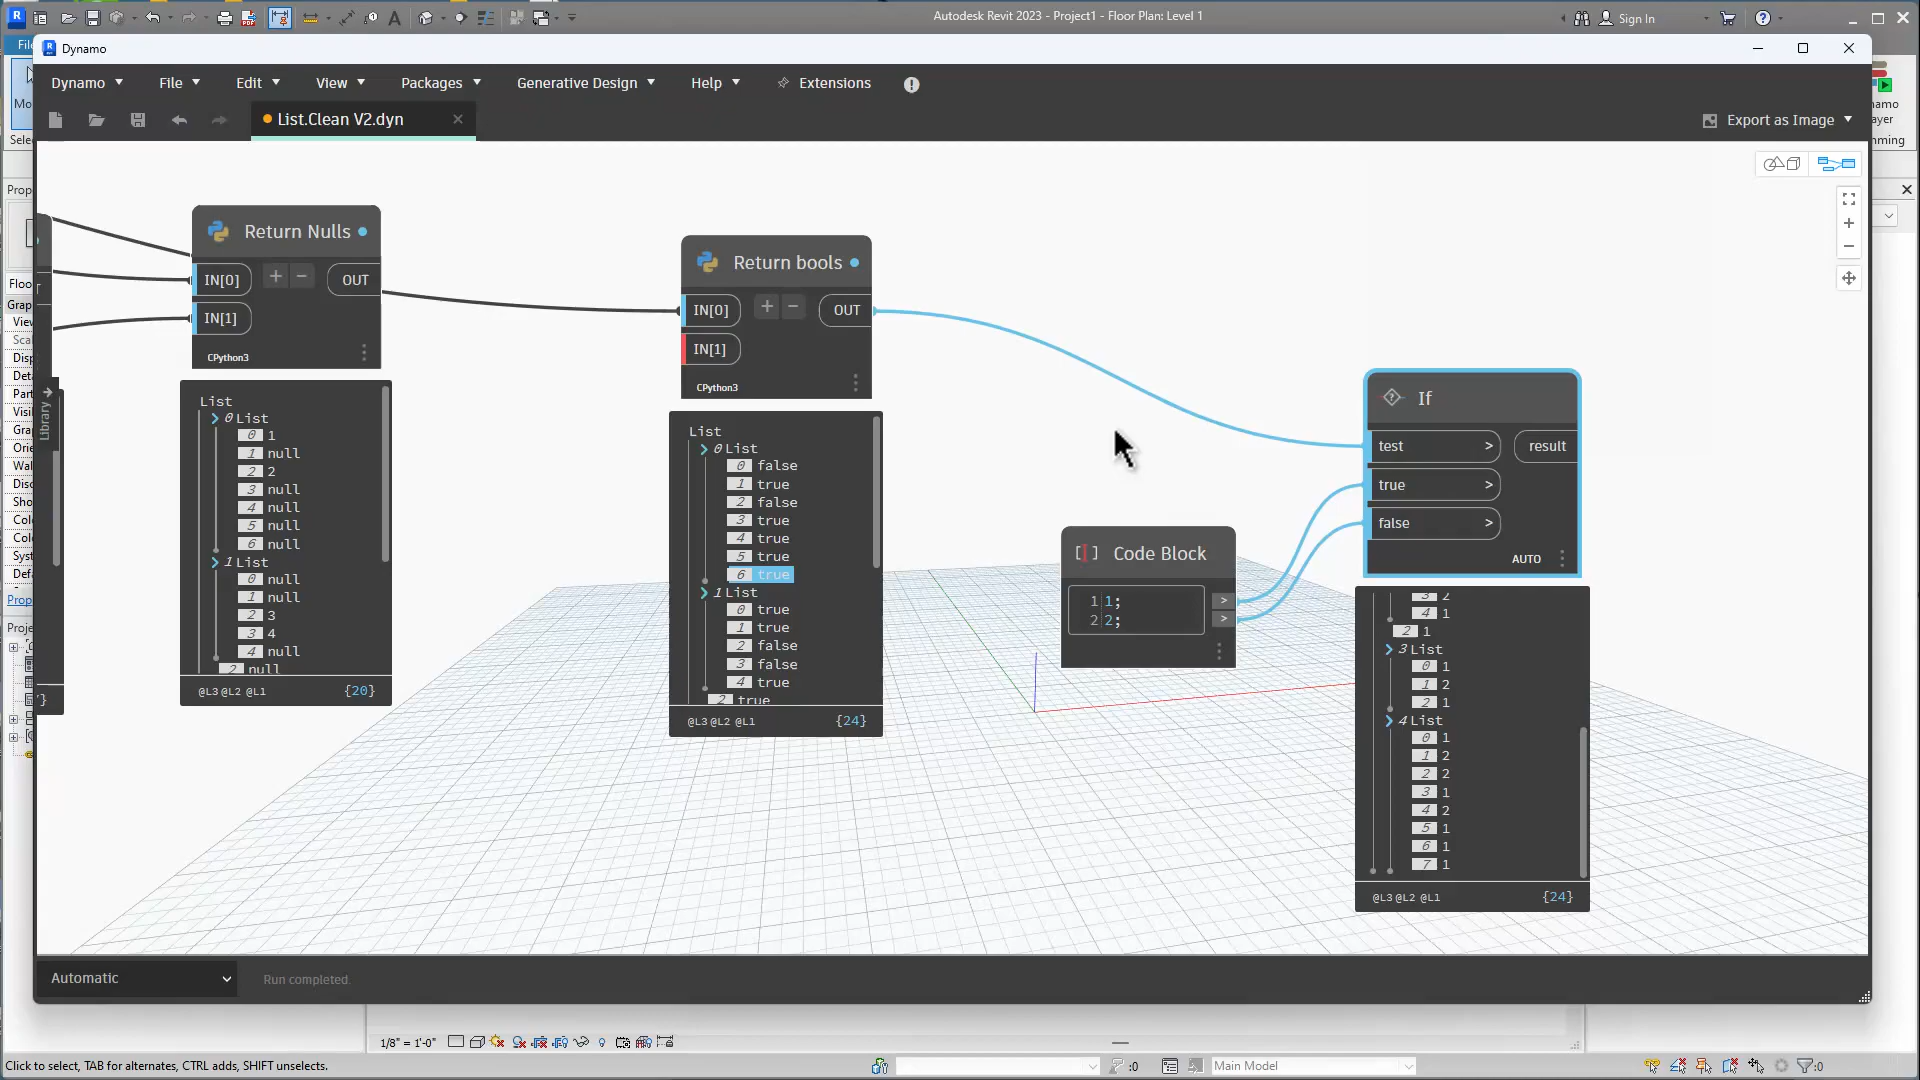 Autodesk Revit 2023 - Project1 - Floor Plan: Level 1
Sign In
Dynamo
Dynamo File Edit View Packages Generative Design Help Extensions
List.Clean V2.dyn
Export as Image
Return Nulls
IN[0] + − OUT
IN[1]
CPython3
List
0 List
0 1
1 null
2 2
3 null
4 null
5 null
6 null
1 List
0 null
1 null
2 3
3 4
4 null
2 null
@L3 @L2 @L1 {20}
Return bools
IN[0] + − OUT
IN[1]
CPython3
List
0 List
0 false
1 true
2 false
3 true
4 true
5 true
6 true
1 List
0 true
1 true
2 false
3 false
4 true
2 true
@L3 @L2 @L1 {24}
Code Block
1 1; >
2 2; >
If
test > result
true >
false >
AUTO
3 2
4 1
2 1
3 List
0 1
1 2
2 1
4 List
0 1
1 2
2 2
3 1
4 2
5 1
6 1
7 1
@L3 @L2 @L1 {24}
Library
Automatic
Run completed.
1/8" = 1'-0"
Click to select, TAB for alternates, CTRL adds, SHIFT unselects.
:0
Main Model
:0